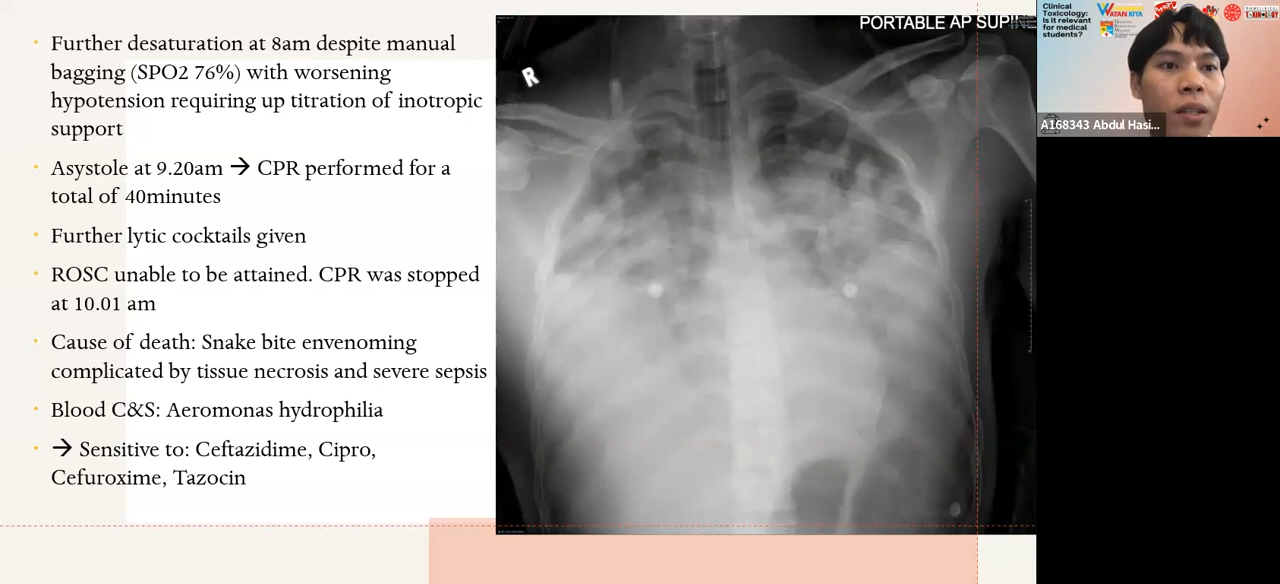 Further desaturation at 8am despite manual
bagging (SPO2 76%) with worsening
hypotension requiring up titration of inotropic
support
Asystole at 9.20am → CPR performed for a
total of 40minutes
Further lytic cocktails given
ROSC unable to be attained. CPR was stopped
at 10.01 am
Cause of death: Snake bite envenoming
complicated by tissue necrosis and severe sepsis
Blood C&S: Aeromonas hydrophilia
→ Sensitive to: Ceftazidime, Cipro,
Cefuroxime, Tazocin
PORTABLE AP SUPINE
R
Clinical
Toxicology:
Is it relevant
for medical
students?
WATAN KITA
A168343 Abdul Hasi...